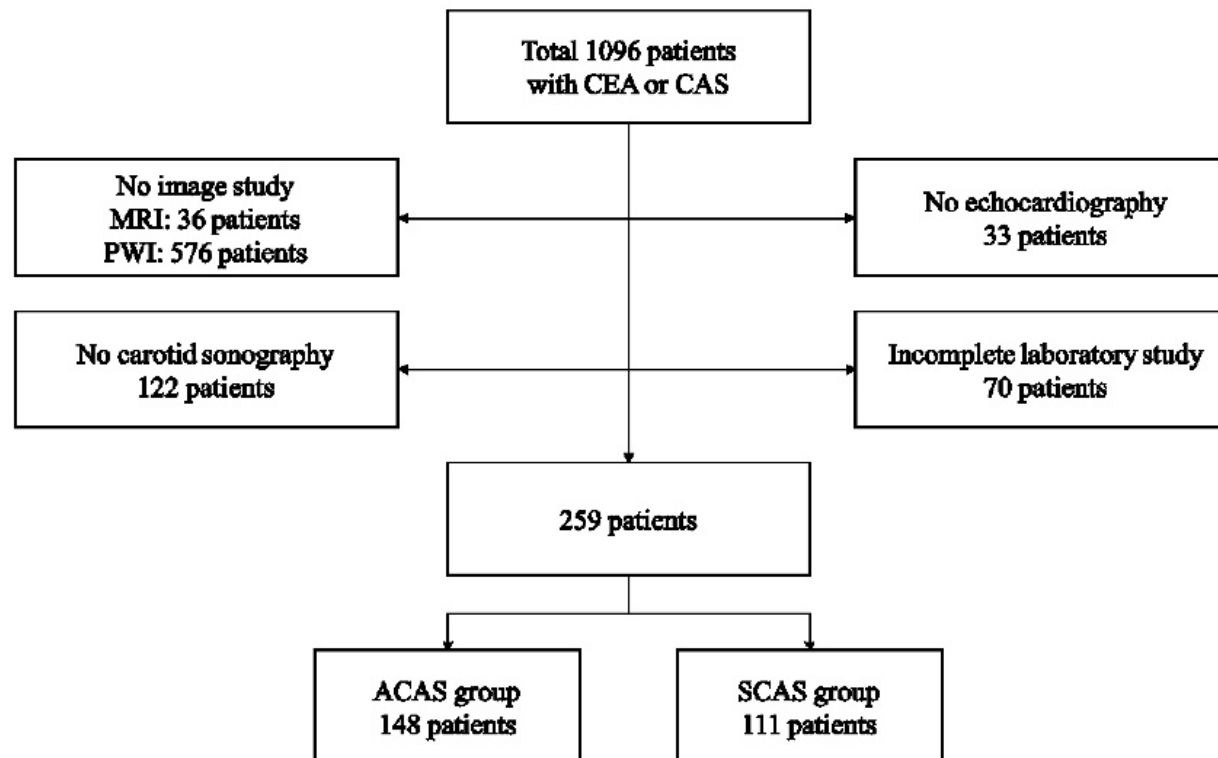 Total 1096 patients
with CEA or CAS
No image study
MRI: 36 patients
PWI: 576 patients
No echocardiography
33 patients
No carotid sonography
122 patients
Incomplete laboratory study
70 patients
259 patients
ACAS group
148 patients
SCAS group
111 patients